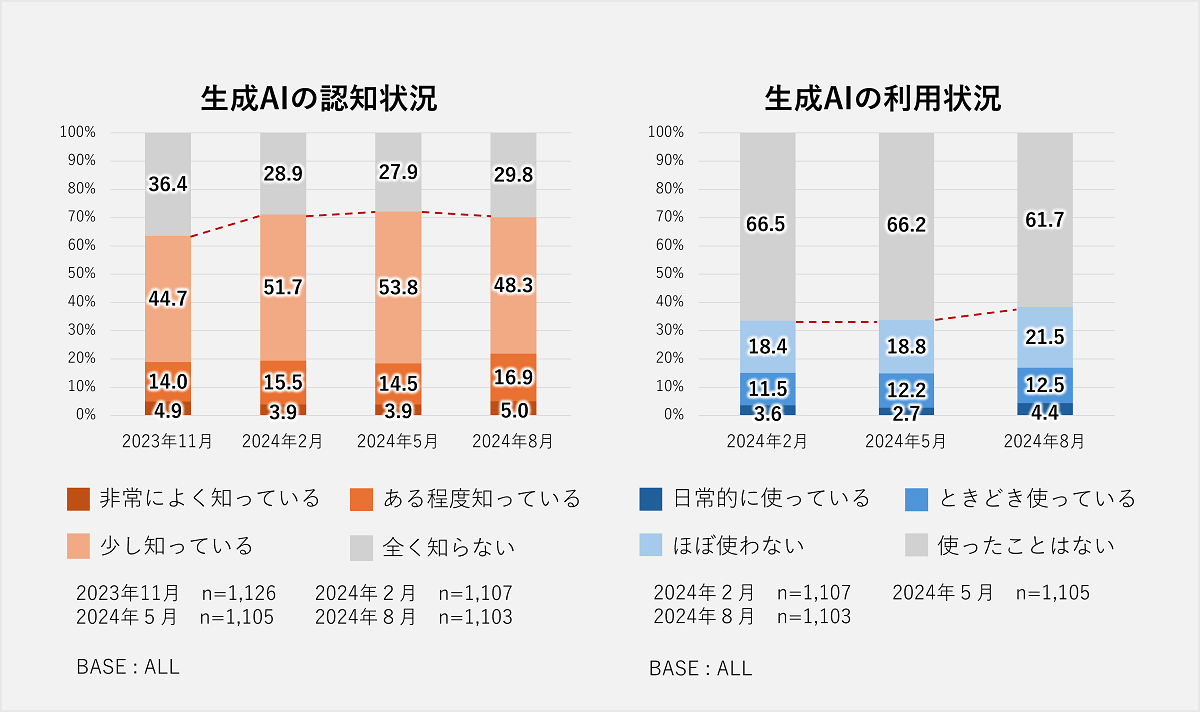 生成AIの認知状況
100%
90%
80%
70%
60%
50%
40%
30%
20%
10%
0%
36.4 28.9 27.9 29.8
44.7 51.7 53.8 48.3
14.0 15.5 14.5 16.9
4.9 3.9 3.9 5.0
2023年11月 2024年2月 2024年5月 2024年8月
非常によく知っている ある程度知っている
少し知っている 全く知らない
2023年11月 n=1,126 2024年2月 n=1,107
2024年5月 n=1,105 2024年8月 n=1,103
BASE : ALL
生成AIの利用状況
100%
90%
80%
70%
60%
50%
40%
30%
20%
10%
0%
66.5 66.2 61.7
18.4 18.8 21.5
11.5 12.2 12.5
3.6 2.7 4.4
2024年2月 2024年5月 2024年8月
日常的に使っている ときどき使っている
ほぼ使わない 使ったことはない
2024年2月 n=1,107 2024年5月 n=1,105
2024年8月 n=1,103
BASE : ALL